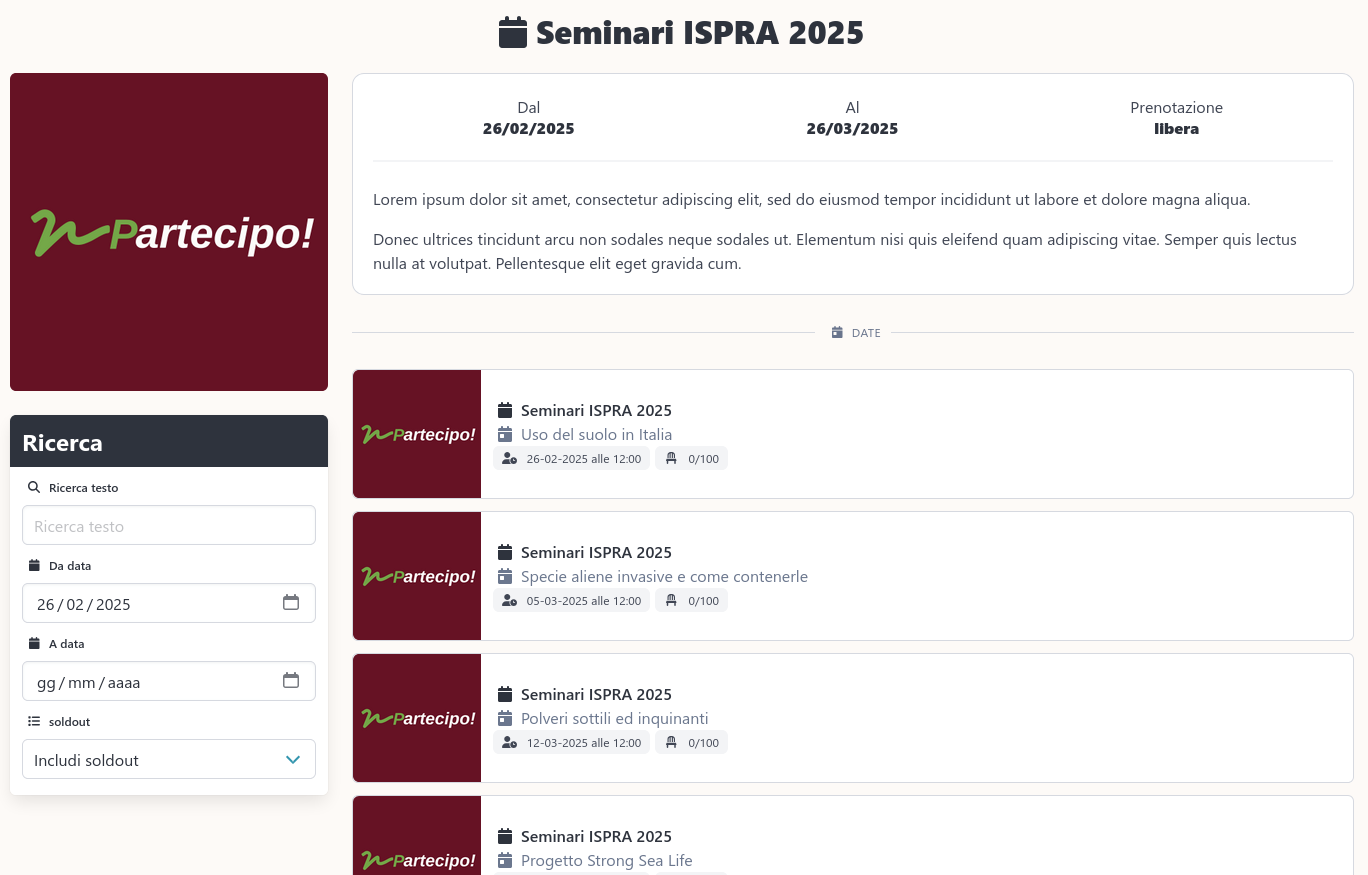 Seminari ISPRA 2025
Partecipo!
Dal
26/02/2025
Al
26/03/2025
Prenotazione
libera
Lorem ipsum dolor sit amet, consectetur adipiscing elit, sed do eiusmod tempor incididunt ut labore et dolore magna aliqua.
Donec ultrices tincidunt arcu non sodales neque sodales ut. Elementum nisi quis eleifend quam adipiscing vitae. Semper quis lectus
nulla at volutpat. Pellentesque elit eget gravida cum.
Ricerca
Ricerca testo
Ricerca testo
Da data
26/02/2025
A data
gg/mm/aaaa
soldout
Includi soldout
DATE
Partecipo!
Seminari ISPRA 2025
Uso del suolo in Italia
26-02-2025 alle 12:00 0/100
Partecipo!
Seminari ISPRA 2025
Specie aliene invasive e come contenerle
05-03-2025 alle 12:00 0/100
Partecipo!
Seminari ISPRA 2025
Polveri sottili ed inquinanti
12-03-2025 alle 12:00 0/100
Partecipo!
Seminari ISPRA 2025
Progetto Strong Sea Life